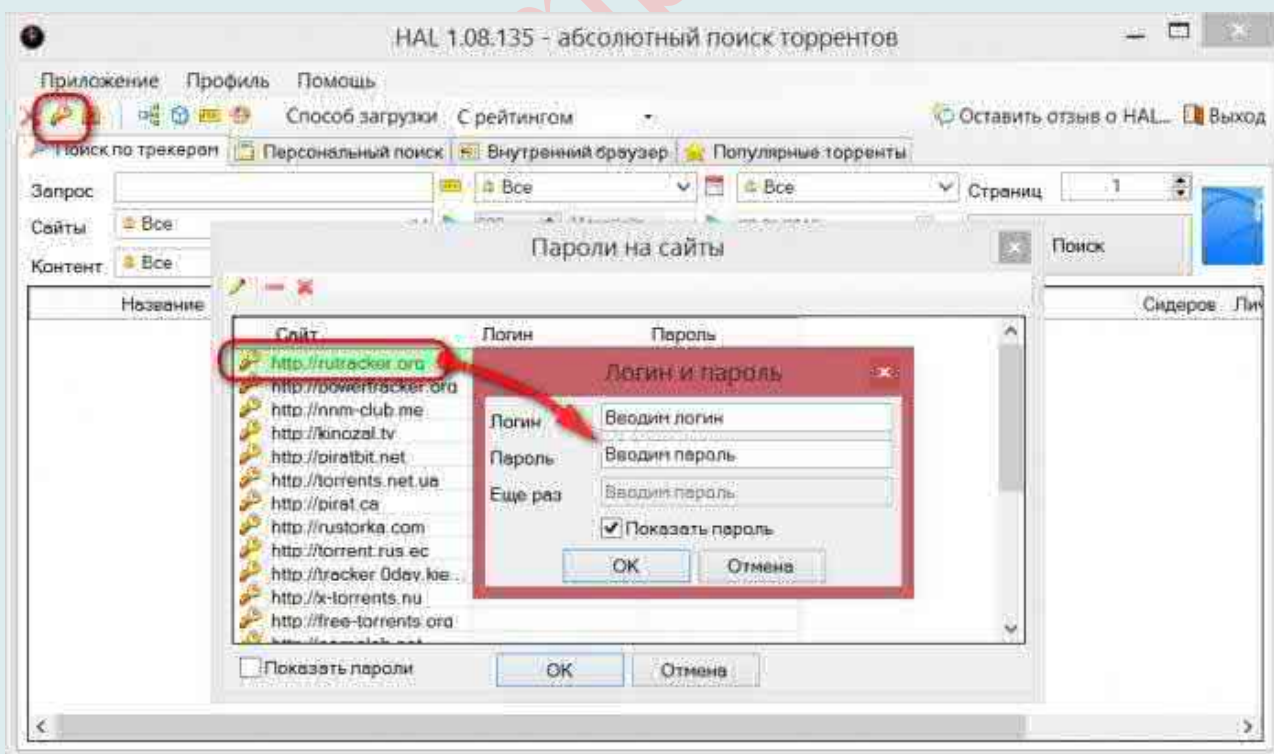 HAL 1.08.135 - абсолютный поиск торрентов
Приложение Профиль Помощь
Способ загрузки С рейтингом Оставить отзыв о HAL... Выход
Поиск по трекерам Персональный поиск Внутренний браузер Популярные торренты
Запрос Все Все Страниц 1
Сайты Все
Контент Все
Поиск
Название Сидеров Лич
Пароли на сайты
Сайт Логин Пароль
http://rutracker.org
http://powertracker.org
http://nnm-club.me
http://kinozal.tv
http://piratbit.net
http://torrents.net.ua
http://pirat.ca
http://rustorka.com
http://torrent.rus.ec
http://tracker.0day.kie...
http://x-torrents.nu
http://free-torrents.org
Показать пароли OK Отмена
Логин и пароль
Логин Вводим логин
Пароль Вводим пароль
Еще раз Вводим пароль
Показать пароль
OK Отмена